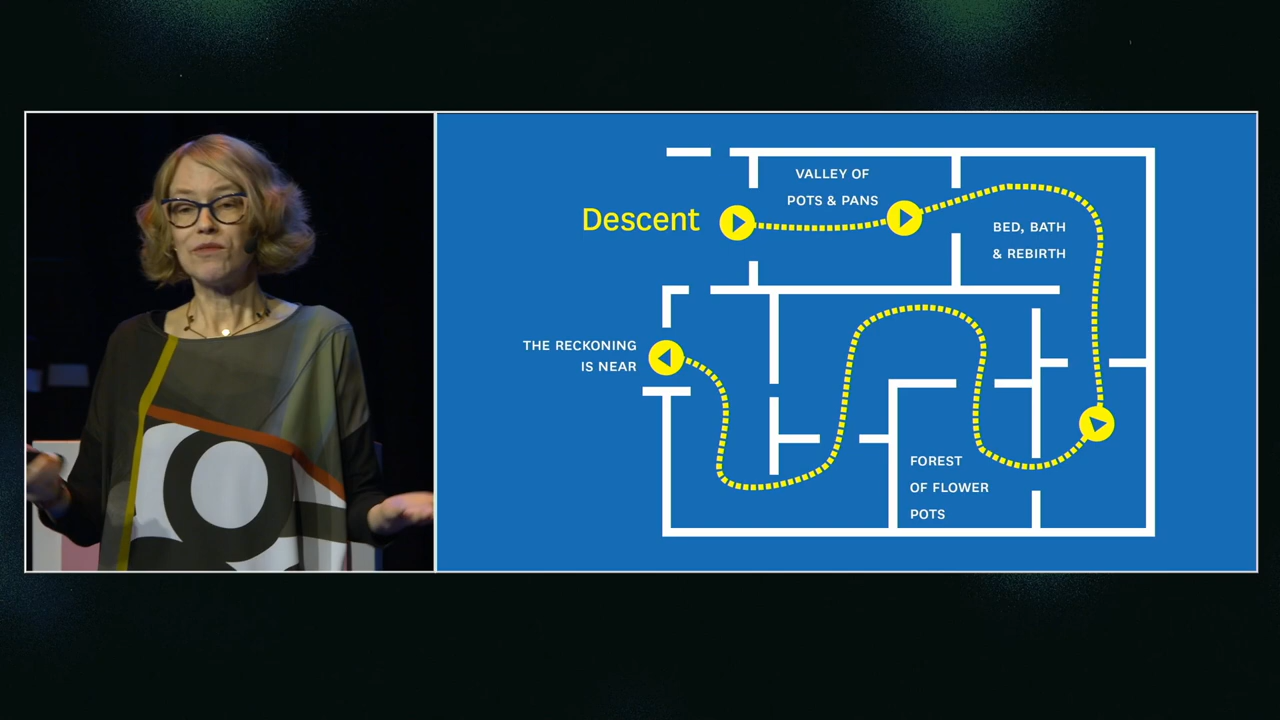 VALLEY OF
POTS & PANS
Descent
BED, BATH
& REBIRTH
THE RECKONING
IS NEAR
FOREST
OF FLOWER
POTS